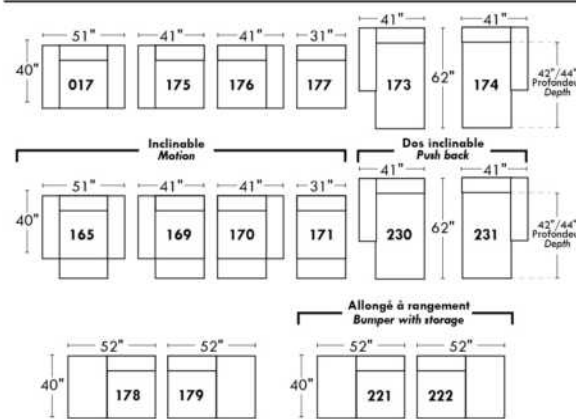 51" 41" 41" 31" 41" 41"
40" 017 175 176 177 173 62" 174 42"/44"
Profondeur
Depth
Inclinable
Motion
Dos inclinable
Push back
51" 41" 41" 31" 41" 41"
40" 165 169 170 171 230 62" 231 42"/44"
Profondeur
Depth
Allongé à rangement
Bumper with storage
52" 52" 52" 52"
40" 178 179 40" 221 222